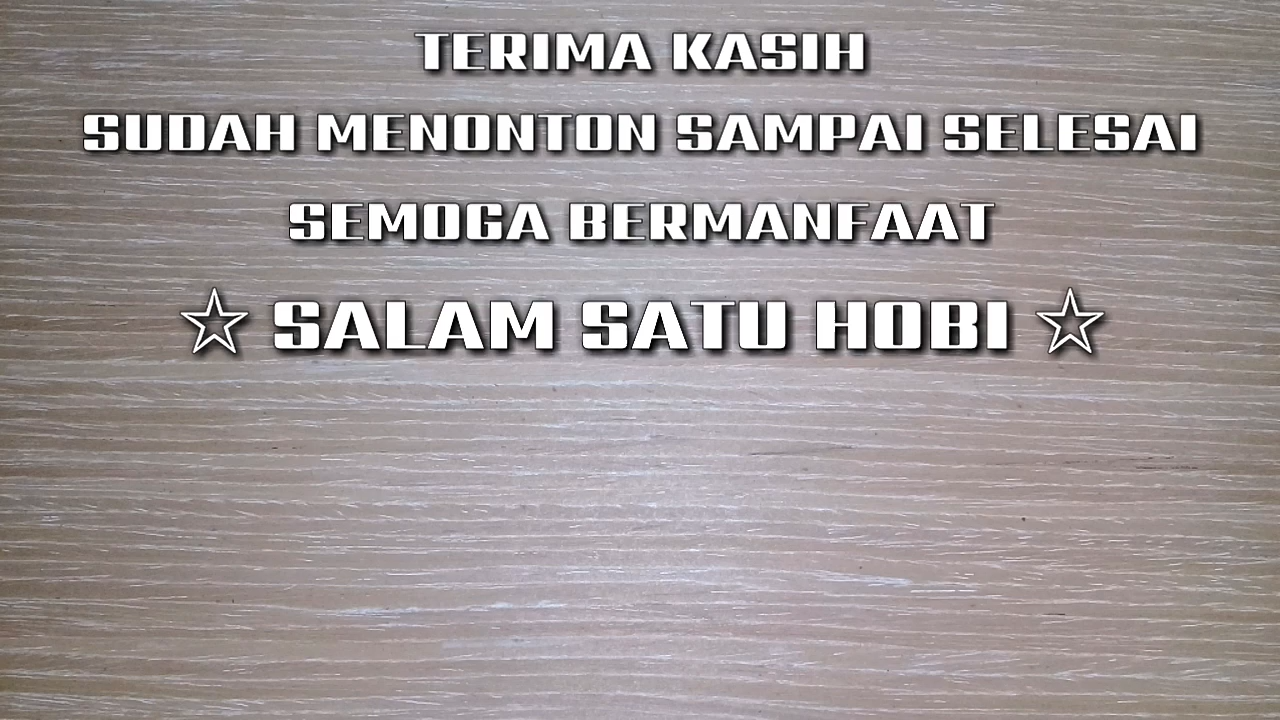 TERIMA KASIH
SUDAH MENONTON SAMPAI SELESAI
SEMOGA BERMANFAAT
☆ SALAM SATU HOBI ☆